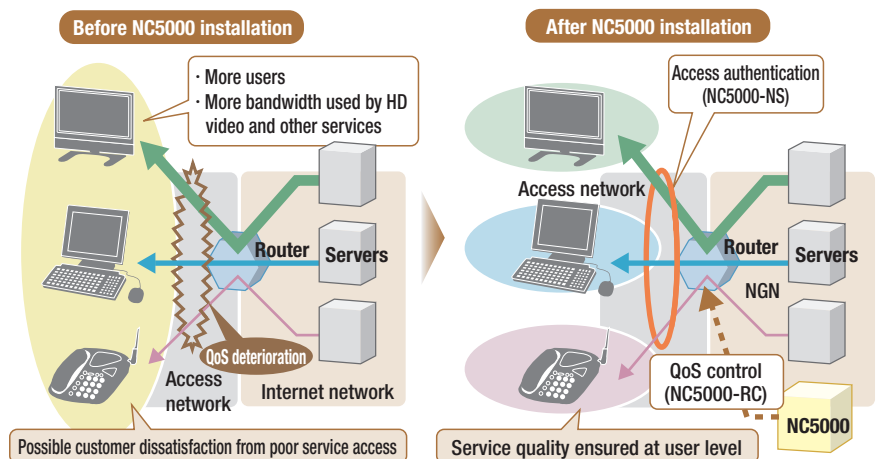 Before NC5000 installation
· More users
· More bandwidth used by HD
video and other services
Router
Servers
QoS deterioration
Access
network
Internet network
Possible customer dissatisfaction from poor service access
After NC5000 installation
Access authentication
(NC5000-NS)
Access network
Router
Servers
NGN
QoS control
(NC5000-RC)
NC5000
Service quality ensured at user level